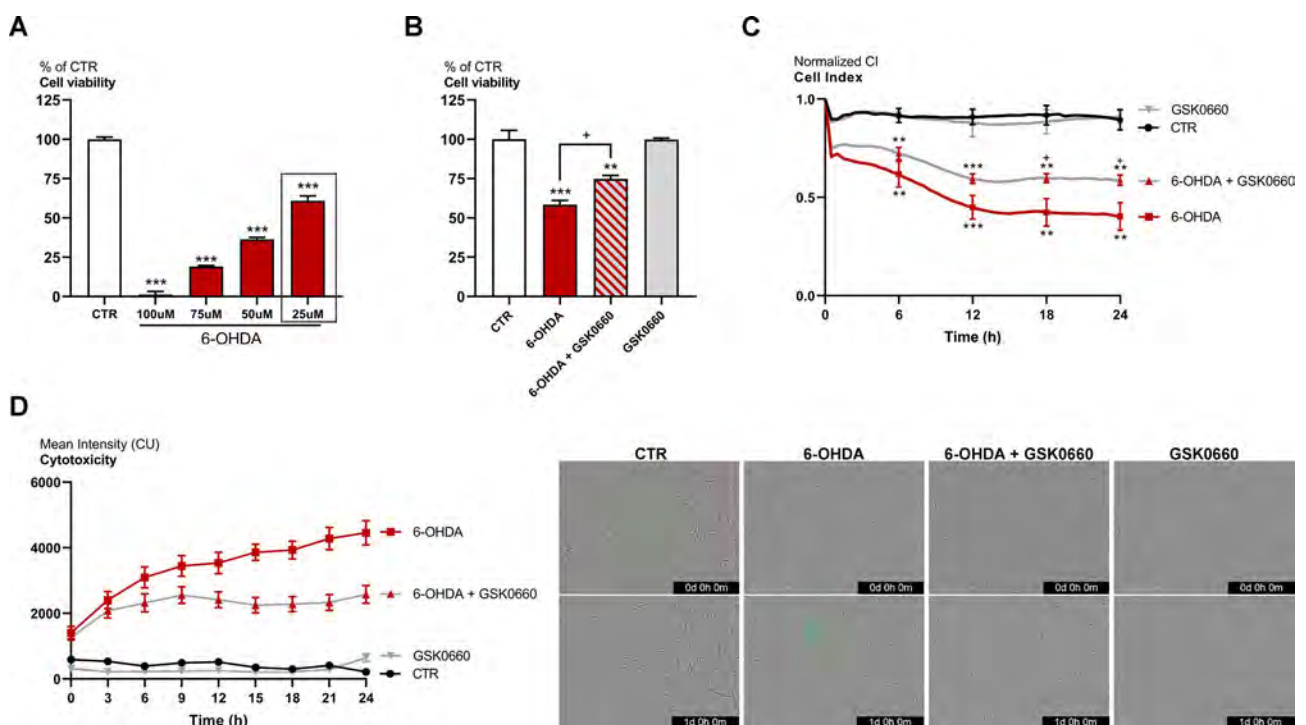 A
% of CTR
Cell viability
125
100
75
50
25
0
***
***
***
***
CTR
100uM
75uM
50uM
25uM
6-OHDA
B
% of CTR
Cell viability
125
100
75
50
25
0
+
***
**
CTR
6-OHDA
6-OHDA + GSK0660
GSK0660
C
Normalized CI
Cell Index
1.0
0.5
0.0
**
***
+
**
+
**
**
***
**
**
GSK0660
CTR
6-OHDA + GSK0660
6-OHDA
0 6 12 18 24
Time (h)
D
Mean Intensity (CU)
Cytotoxicity
6000
4000
2000
0
6-OHDA
6-OHDA + GSK0660
GSK0660
CTR
0 3 6 9 12 15 18 21 24
Time (h)
CTR 6-OHDA 6-OHDA + GSK0660 GSK0660
0d 0h 0m 0d 0h 0m 0d 0h 0m 0d 0h 0m
1d 0h 0m 1d 0h 0m 1d 0h 0m 1d 0h 0m